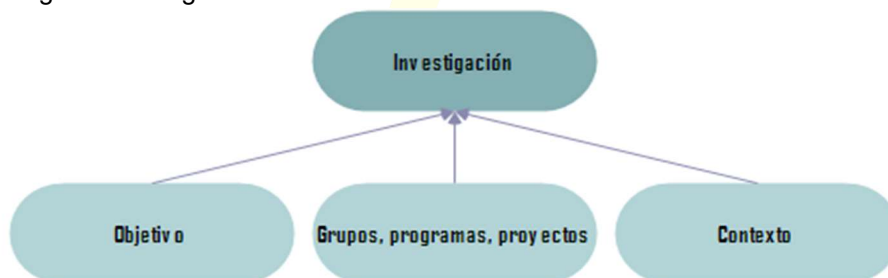 Investigación
Objetivo
Grupos, programas, proyectos
Contexto